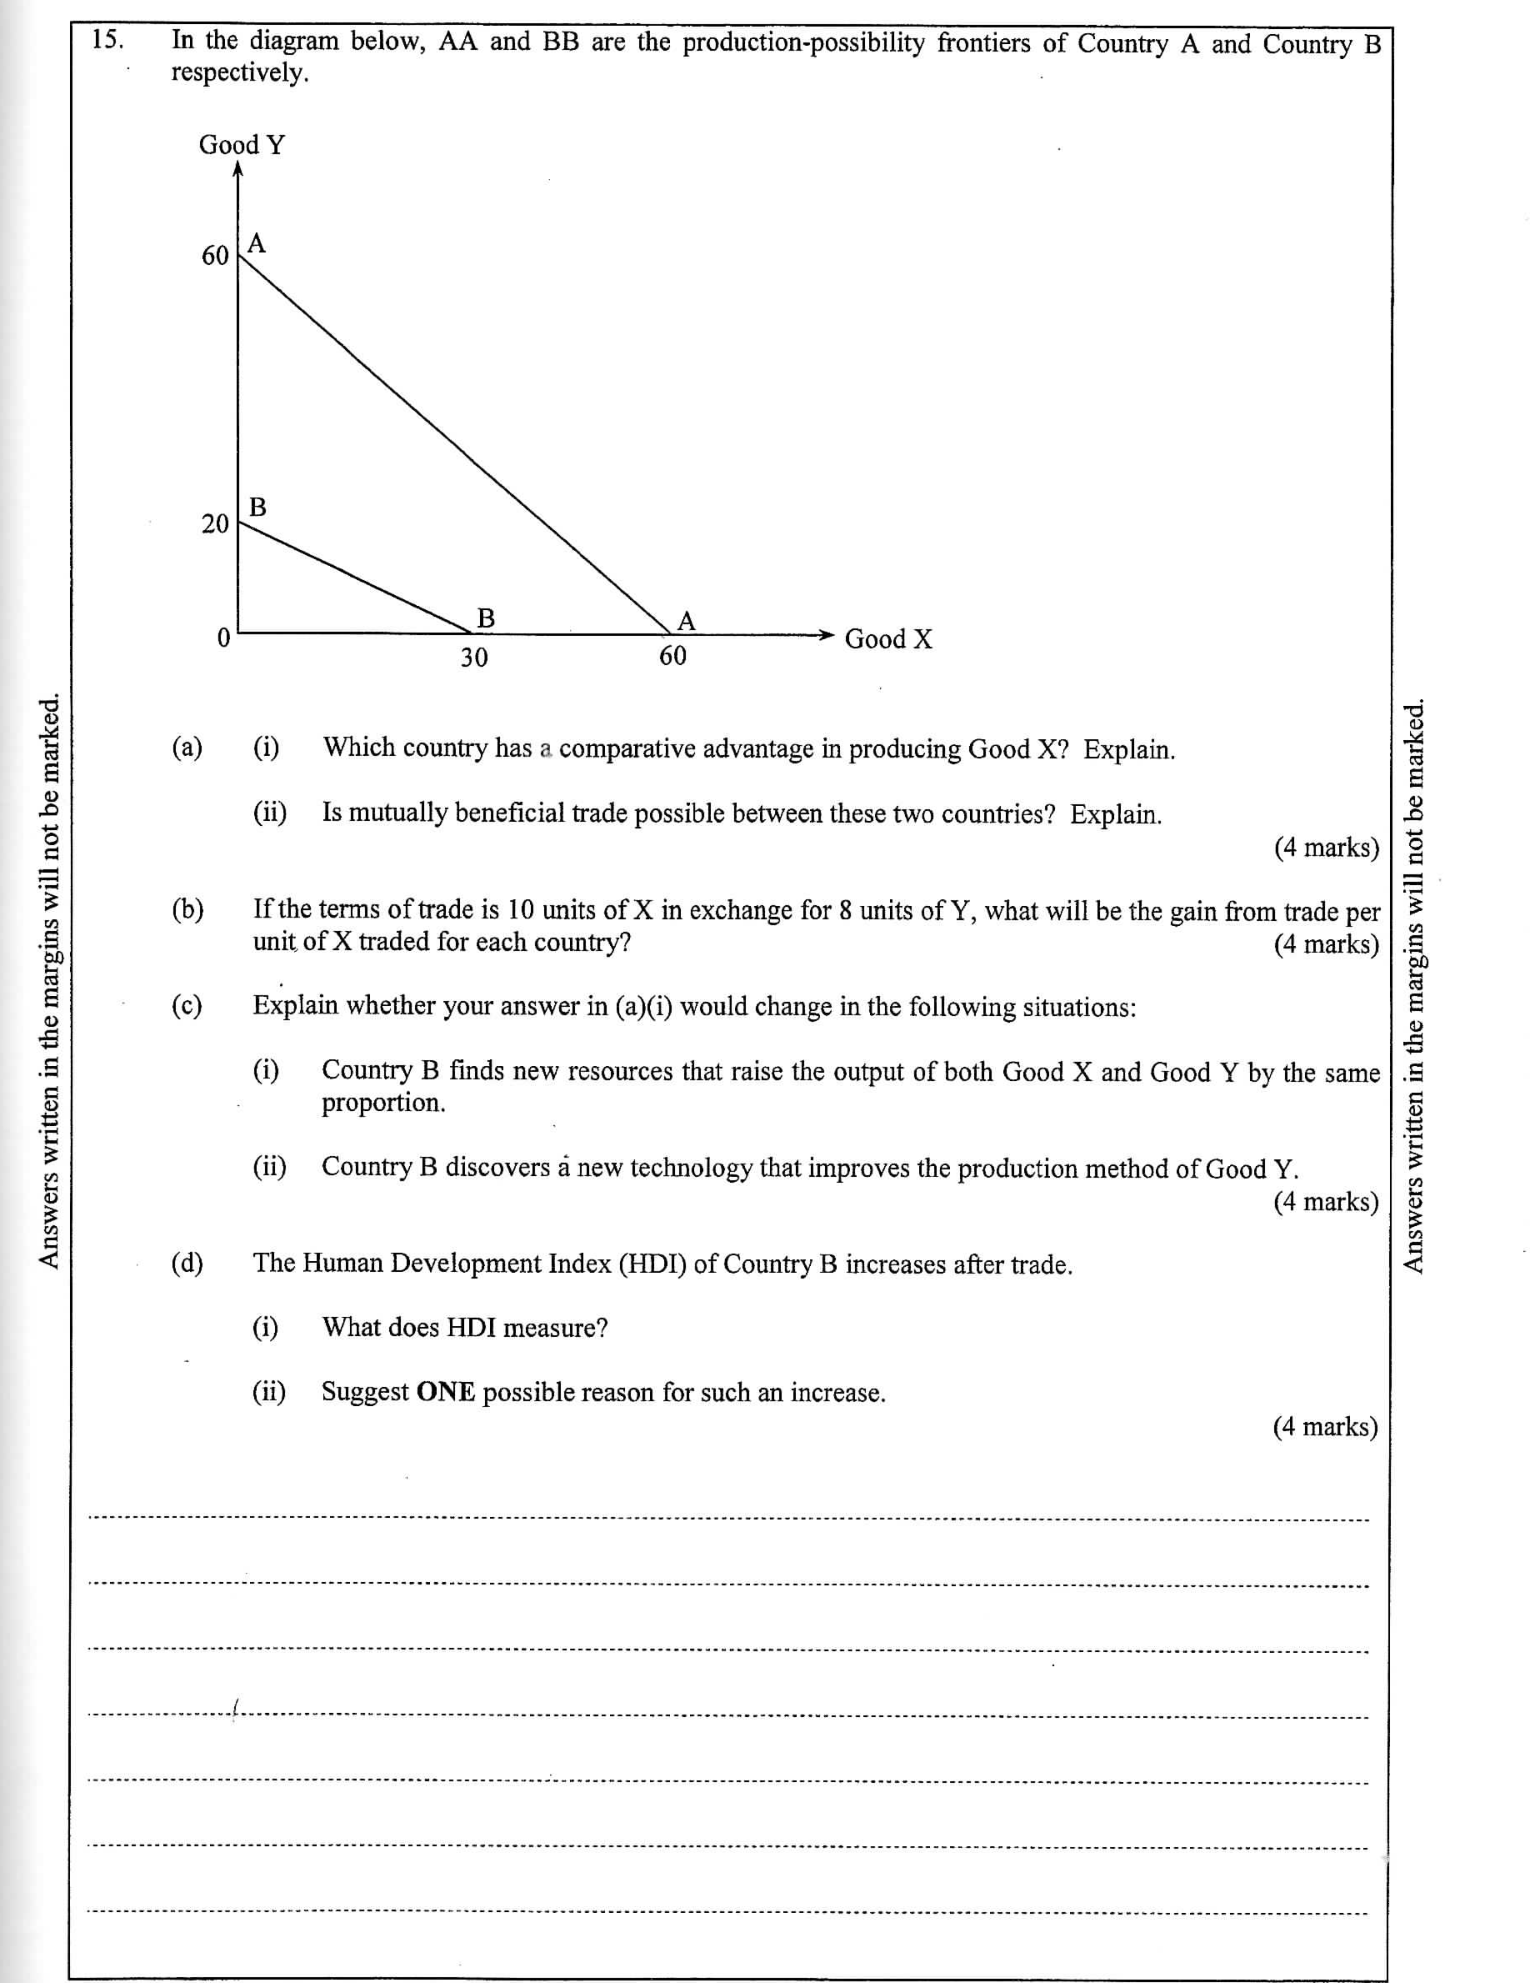 15. In the diagram below, AA and BB are the production-possibility frontiers of Country A and Country B
respectively.
Good Y
60 A
20 B
0
B
30
A
60
Good X
(a) (i) Which country has a comparative advantage in producing Good X? Explain.
(ii) Is mutually beneficial trade possible between these two countries? Explain.
(4 marks)
(b) If the terms of trade is 10 units of X in exchange for 8 units of Y, what will be the gain from trade per
unit of X traded for each country? (4 marks)
(c) Explain whether your answer in (a)(i) would change in the following situations:
(i) Country B finds new resources that raise the output of both Good X and Good Y by the same
proportion.
(ii) Country B discovers a new technology that improves the production method of Good Y.
(4 marks)
(d) The Human Development Index (HDI) of Country B increases after trade.
(i) What does HDI measure?
(ii) Suggest ONE possible reason for such an increase.
(4 marks)
Answers written in the margins will not be marked.
Answers written in the margins will not be marked.